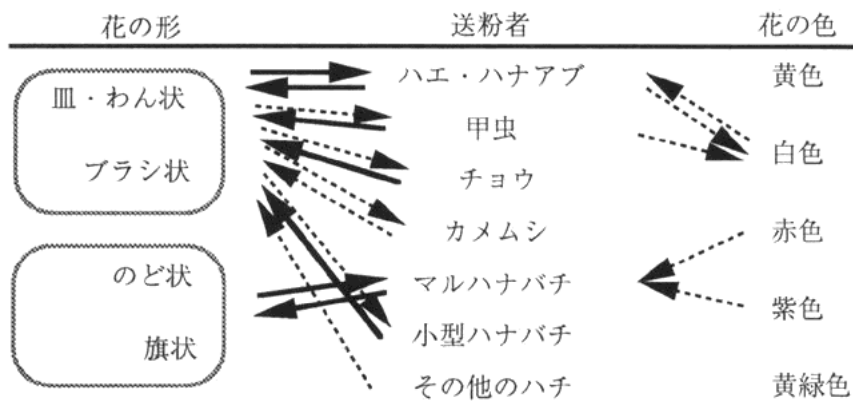 花の形 送粉者 花の色
ハエ・ハナアブ 黄色
皿・わん状
甲虫
白色
ブラシ状
チョウ
カメムシ 赤色
のど状
マルハナバチ
紫色
旗状
小型ハナバチ
その他のハチ 黄緑色